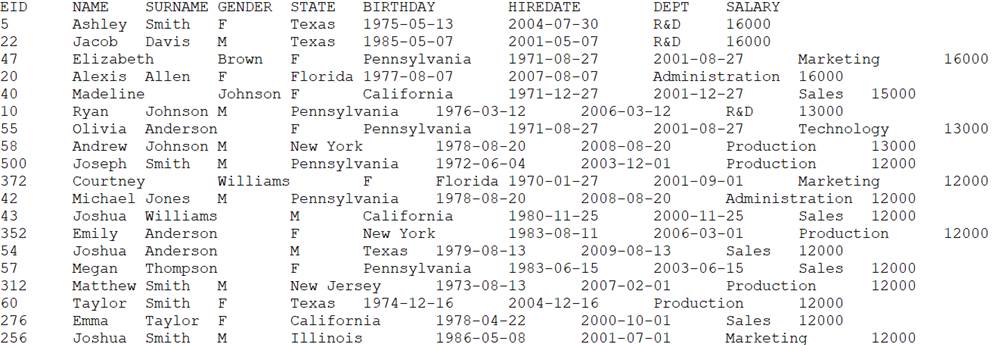 EID NAME SURNAME GENDER STATE BIRTHDAY HIREDATE DEPT SALARY
5 Ashley Smith F Texas 1975-05-13 2004-07-30 R&D 16000
22 Jacob Davis M Texas 1985-05-07 2001-05-07 R&D 16000
47 Elizabeth Brown F Pennsylvania 1971-08-27 2001-08-27 Marketing 16000
20 Alexis Allen F Florida 1977-08-07 2007-08-07 Administration 16000
40 Madeline Johnson F California 1971-12-27 2001-12-27 Sales 15000
10 Ryan Johnson M Pennsylvania 1976-03-12 2006-03-12 R&D 13000
55 Olivia Anderson F Pennsylvania 1971-08-27 2001-08-27 Technology 13000
58 Andrew Johnson M New York 1978-08-20 2008-08-20 Production 13000
500 Joseph Smith M Pennsylvania 1972-06-04 2003-12-01 Production 12000
372 Courtney Williams F Florida 1970-01-27 2001-09-01 Marketing 12000
42 Michael Jones M Pennsylvania 1978-08-20 2008-08-20 Administration 12000
43 Joshua Williams M California 1980-11-25 2000-11-25 Sales 12000
352 Emily Anderson F New York 1983-08-11 2006-03-01 Production 12000
54 Joshua Anderson M Texas 1979-08-13 2009-08-13 Sales 12000
57 Megan Thompson F Pennsylvania 1983-06-15 2003-06-15 Sales 12000
312 Matthew Smith M New Jersey 1973-08-13 2007-02-01 Production 12000
60 Taylor Smith F Texas 1974-12-16 2004-12-16 Production 12000
276 Emma Taylor F California 1978-04-22 2000-10-01 Sales 12000
256 Joshua Smith M Illinois 1986-05-08 2001-07-01 Marketing 12000